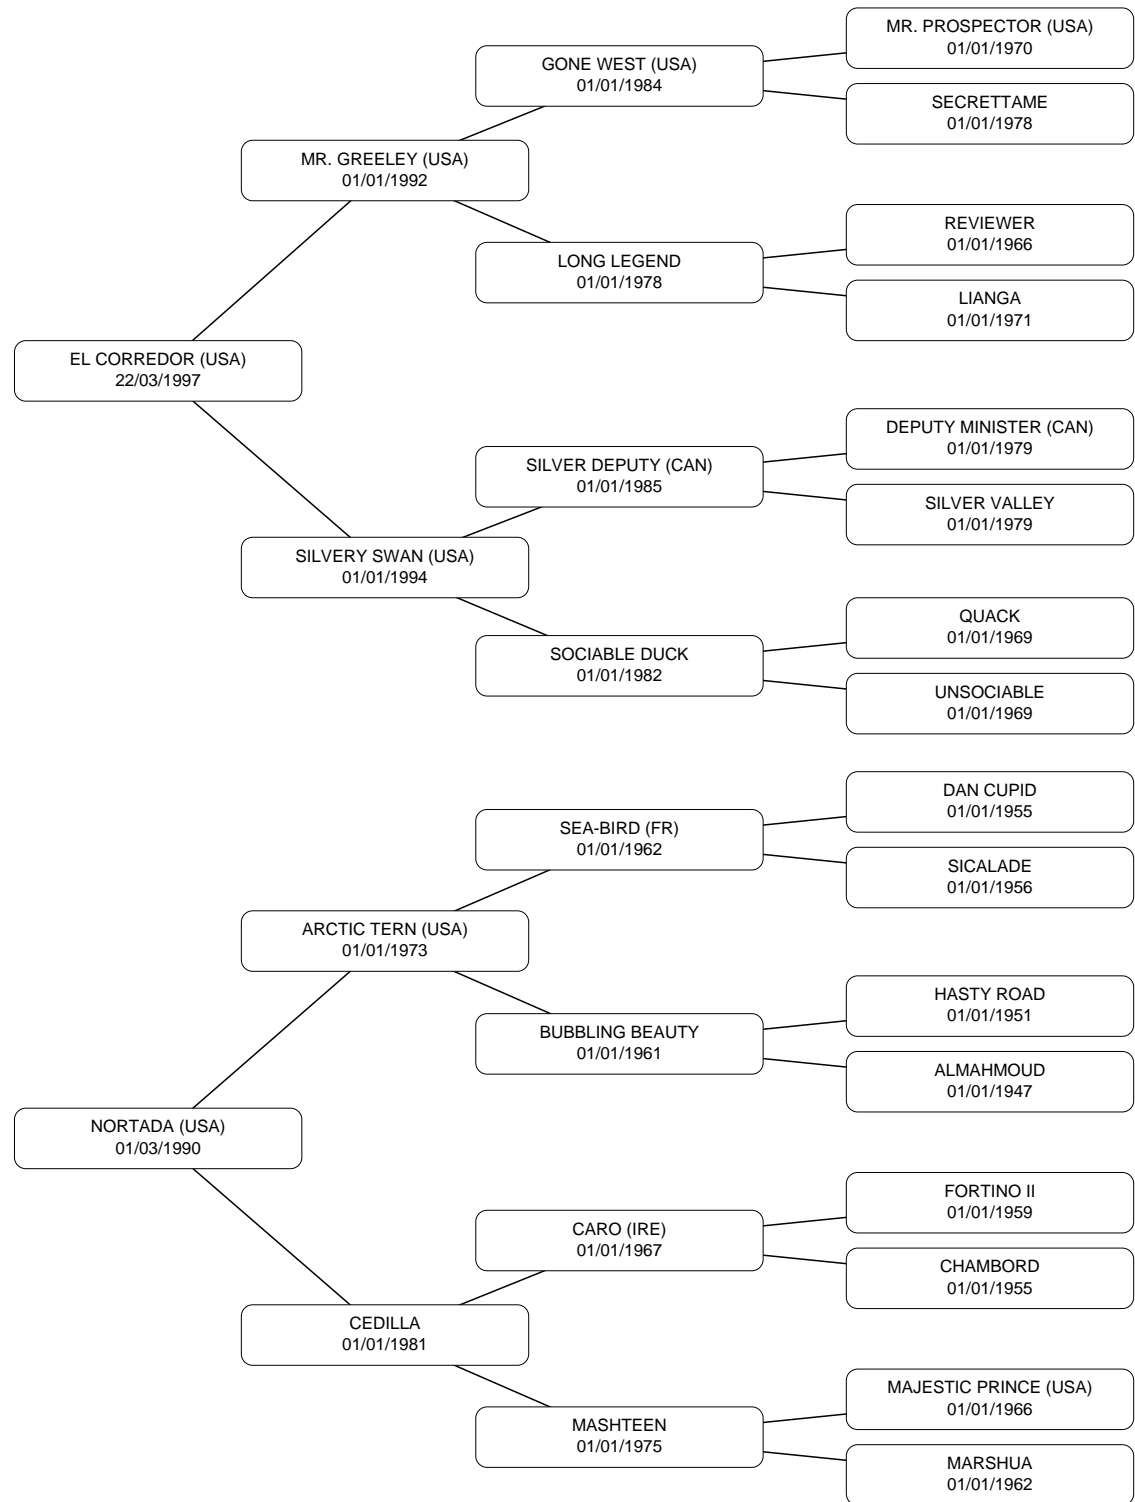 MR. PROSPECTOR (USA)
01/01/1970
GONE WEST (USA)
01/01/1984
SECRETTAME
01/01/1978
MR. GREELEY (USA)
01/01/1992
REVIEWER
01/01/1966
LONG LEGEND
01/01/1978
LIANGA
01/01/1971
EL CORREDOR (USA)
22/03/1997
DEPUTY MINISTER (CAN)
01/01/1979
SILVER DEPUTY (CAN)
01/01/1985
SILVER VALLEY
01/01/1979
SILVERY SWAN (USA)
01/01/1994
QUACK
01/01/1969
SOCIABLE DUCK
01/01/1982
UNSOCIABLE
01/01/1969
DAN CUPID
01/01/1955
SEA-BIRD (FR)
01/01/1962
SICALADE
01/01/1956
ARCTIC TERN (USA)
01/01/1973
HASTY ROAD
01/01/1951
BUBBLING BEAUTY
01/01/1961
ALMAHMOUD
01/01/1947
NORTADA (USA)
01/03/1990
FORTINO II
01/01/1959
CARO (IRE)
01/01/1967
CHAMBORD
01/01/1955
CEDILLA
01/01/1981
MAJESTIC PRINCE (USA)
01/01/1966
MASHTEEN
01/01/1975
MARSHUA
01/01/1962